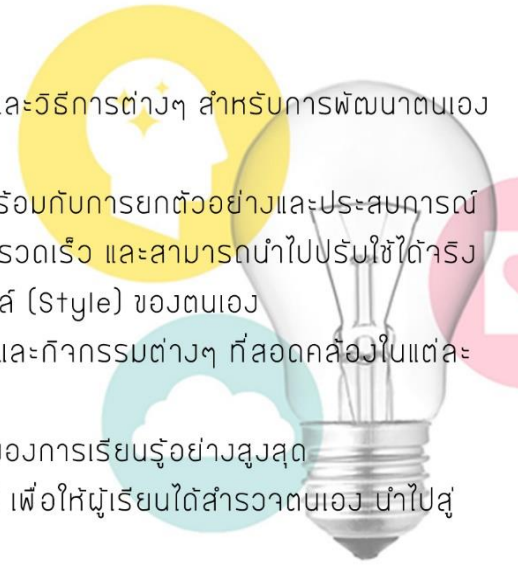 และวิธีการต่างๆ สำหรับการพัฒนาตนเอง
ร้อมกับการยกตัวอย่างและประสบการณ์
รวดเร็ว และสามารถนำไปปรับใช้ได้จริง
ล์ (Style) ของตนเอง
และกิจกรรมต่างๆ ที่สอดคล้องในแต่ละ
ของการเรียนรู้อย่างสูงสุด
เพื่อให้ผู้เรียนได้สำรวจตนเอง นำไปสู่